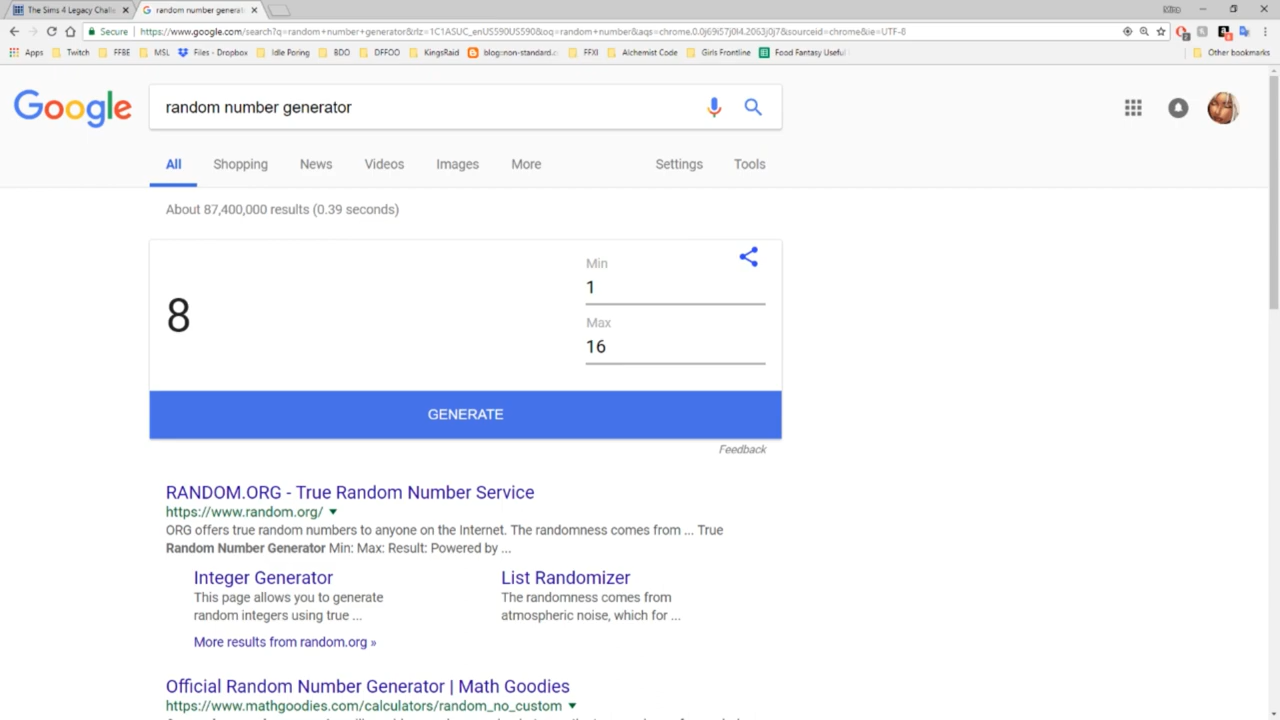 The Sims 4 Legacy Challe
random number generat
Secure
https://www.google.com/search?q=random+number+generator&rlz=1C1ASUC_enUS590US590&oq=random+number&aqs=chrome.0.0j69i57j0l4.2063j0j7&sourceid=chrome&ie=UTF-8
Apps Twitch FFBE MSL Files - Dropbox Idle Poring BDO DFFOO KingsRaid blog:non-standard. FFXI Alchemist Code Girls Frontline Food Fantasy Useful Other bookmarks
Google
random number generator
All Shopping News Videos Images More Settings Tools
About 87,400,000 results (0.39 seconds)
Min
1
8
Max
16
GENERATE
Feedback
RANDOM.ORG - True Random Number Service
https://www.random.org/
ORG offers true random numbers to anyone on the Internet. The randomness comes from ... True
Random Number Generator Min: Max: Result: Powered by ...
Integer Generator
This page allows you to generate
random integers using true ...
List Randomizer
The randomness comes from
atmospheric noise, which for ...
More results from random.org »
Official Random Number Generator | Math Goodies
https://www.mathgoodies.com/calculators/random_no_custom